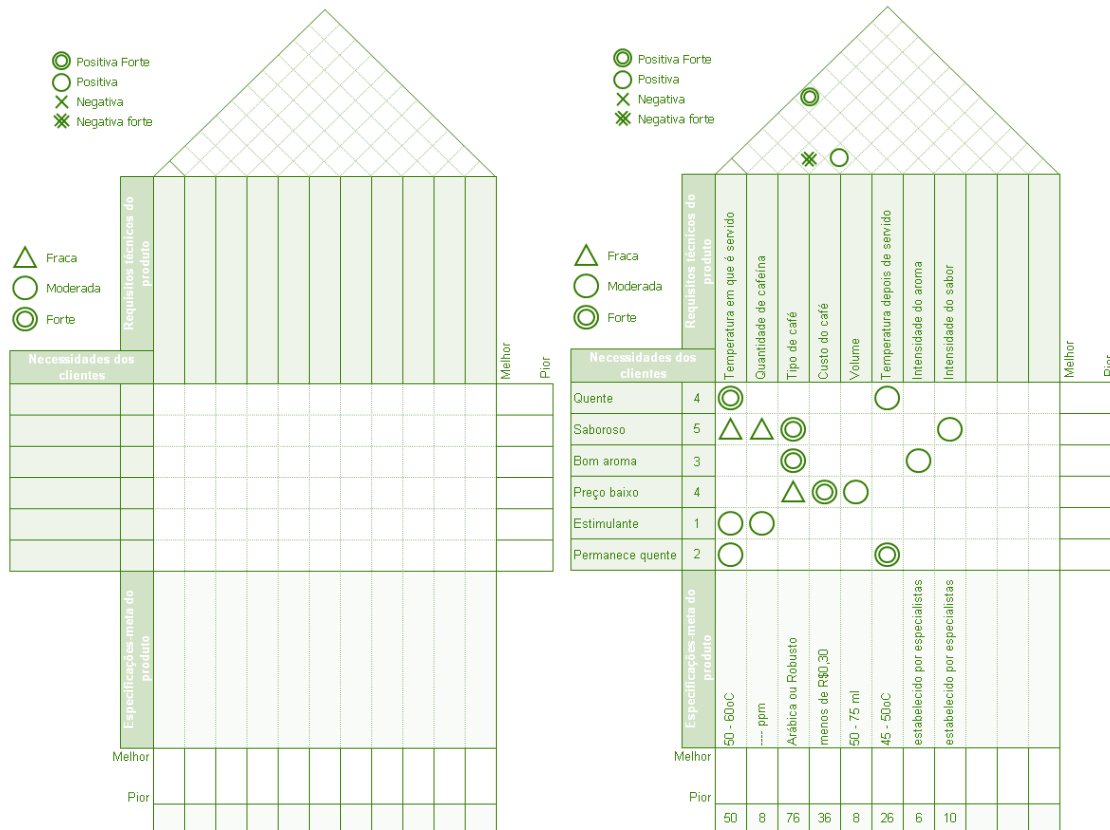 Positiva Forte
Positiva
Negativa
Negativa forte
Requisitos técnicos do
produto
Fraca
Moderada
Forte
Necessidades dos
clientes
Melhor
Pior
Especificações-meta do
produto
Melhor
Pior
Positiva Forte
Positiva
Negativa
Negativa forte
Requisitos técnicos do
produto
Fraca
Moderada
Forte
Temperatura em que é servido
Quantidade de cafeína
Tipo de café
Custo do café
Volume
Temperatura depois de servido
Intensidade do aroma
Intensidade do sabor
Necessidades dos
clientes
Melhor
Pior
Quente 4
Saboroso 5
Bom aroma 3
Preço baixo 4
Estimulante 1
Permanece quente 2
Especificações-meta do
produto
50 - 60oC
---- ppm
Arábica ou Robusto
menos de R$0,30
50 - 75 ml
45 - 50oC
estabelecido por especialistas
estabelecido por especialistas
Melhor
Pior
50 8 76 36 8 26 6 10